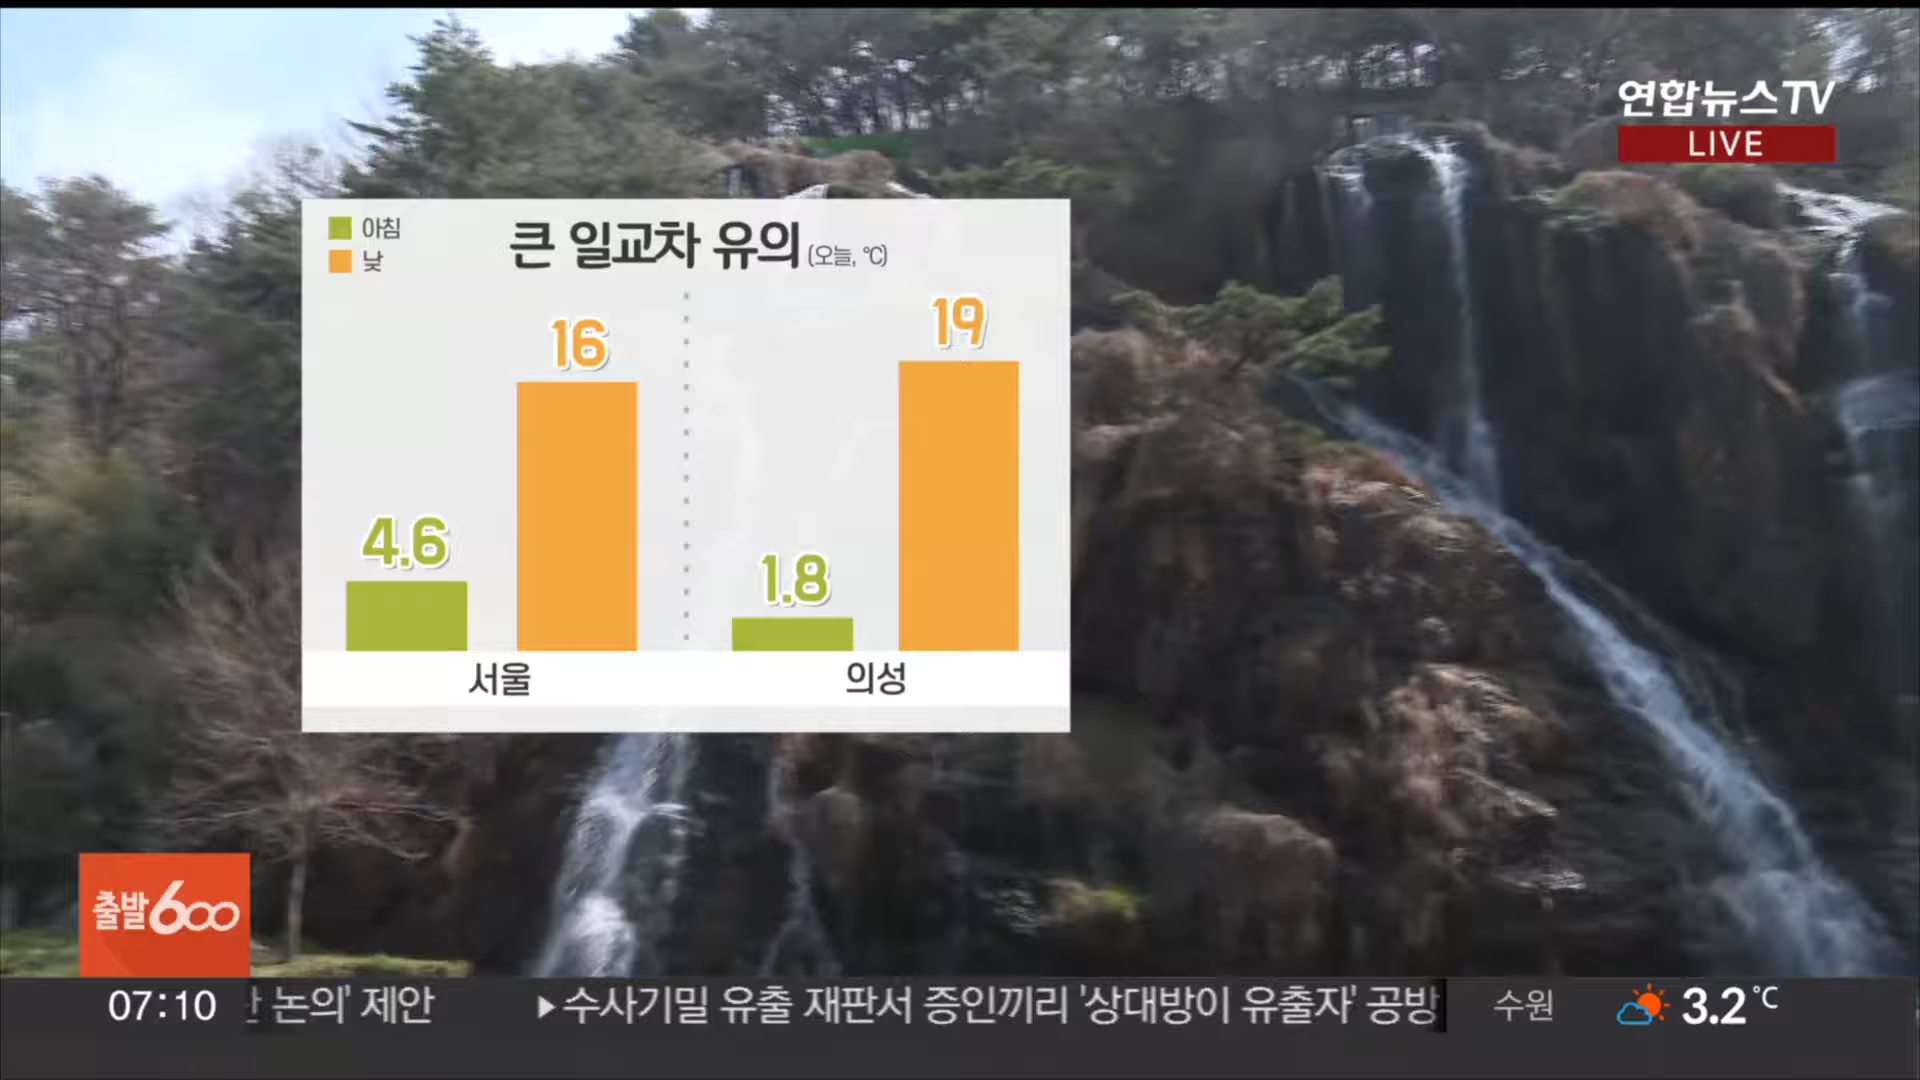 연합뉴스TV
LIVE
아침
낮
큰 일교차 유의 (오늘, ℃)
16
19
4.6
1.8
서울
의성
출발600
07:10 논의' 제안 ▶수사기밀 유출 재판서 증인끼리 '상대방이 유출자' 공방 수원 3.2℃